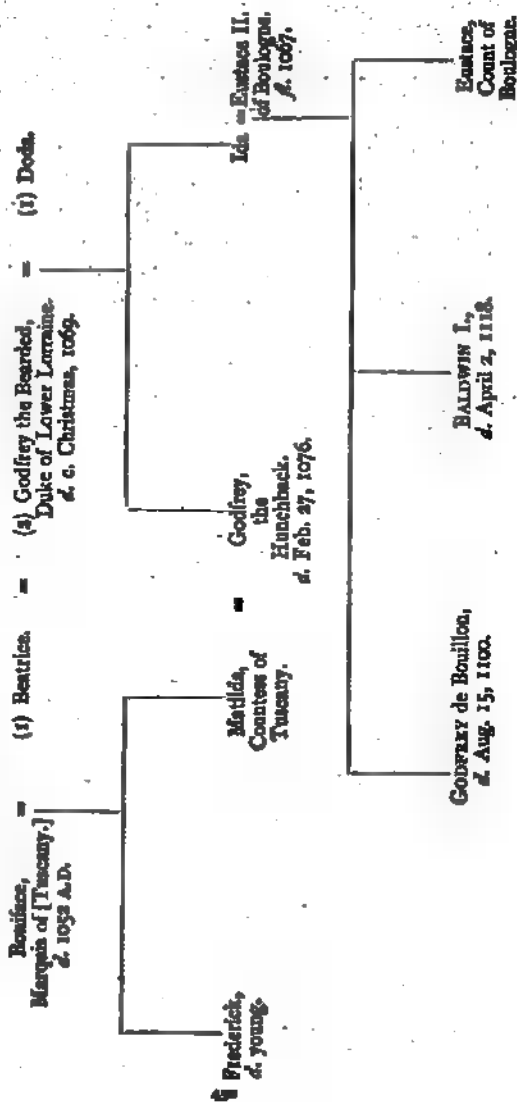 Boniface,
Marquis of [Tuscany.]
d. 1052 A.D.
=
(1) Beatrice.
=
(2) Godfrey the Bearded,
Duke of Lower Lorraine.
d. c. Christmas, 1069.
=
(1) Doda.
Frederick,
d. young.
Matilda,
Countess of
Tuscany.
=
Godfrey,
the
Hunchback.
d. Feb. 27, 1076.
Ida = Eustace II.
of Boulogne.
fl. 1067.
GODFREY de Bouillon,
d. Aug. 15, 1100.
BALDWIN I.,
d. April 2, 1118.
Eustace,
Count of
Boulogne.